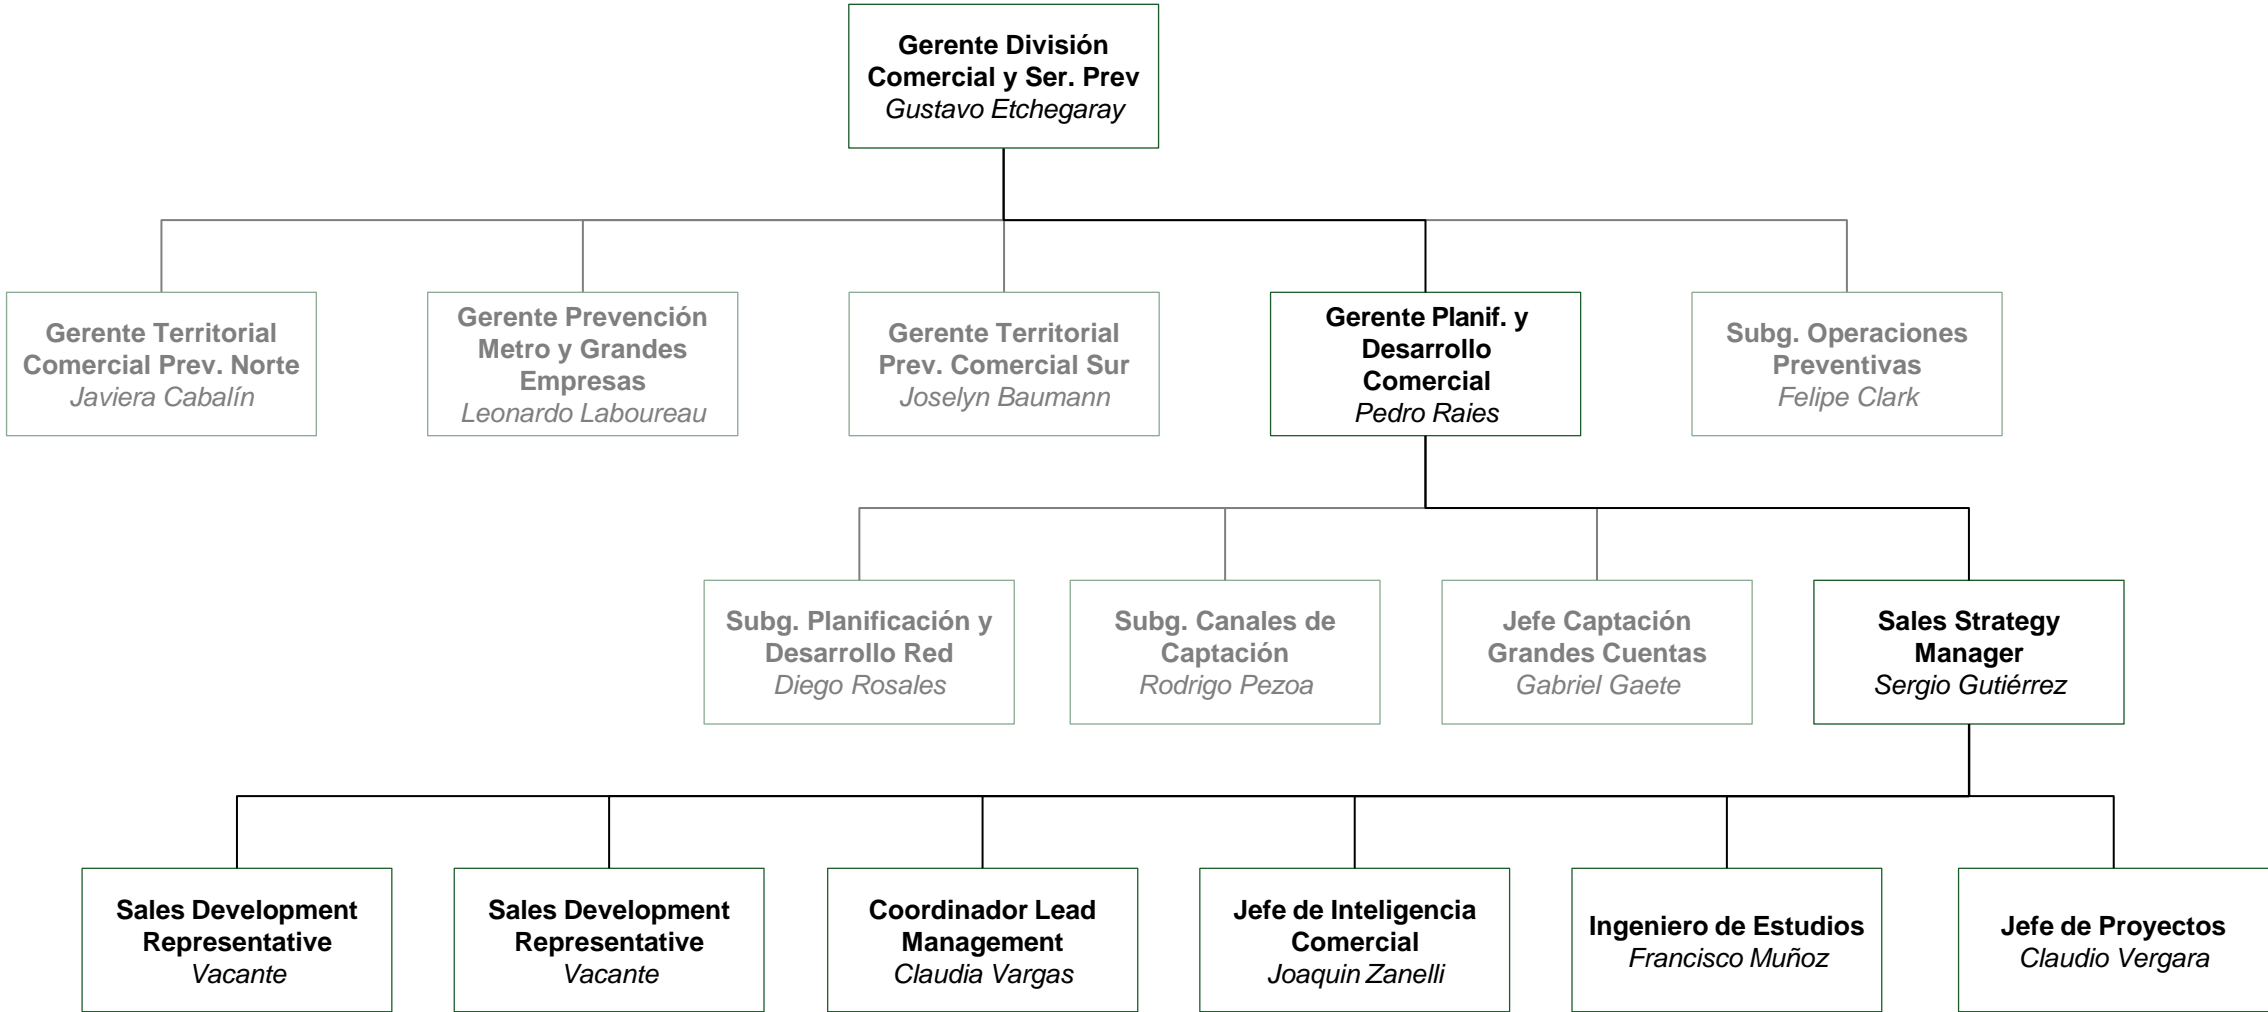 Gerente División
Comercial y Ser. Prev
Gustavo Etchegaray
Gerente Territorial
Comercial Prev. Norte
Javiera Cabalín
Gerente Prevención
Metro y Grandes
Empresas
Leonardo Laboureau
Gerente Territorial
Prev. Comercial Sur
Joselyn Baumann
Gerente Planif. y
Desarrollo
Comercial
Pedro Raies
Subg. Operaciones
Preventivas
Felipe Clark
Subg. Planificación y
Desarrollo Red
Diego Rosales
Subg. Canales de
Captación
Rodrigo Pezoa
Jefe Captación
Grandes Cuentas
Gabriel Gaete
Sales Strategy
Manager
Sergio Gutiérrez
Sales Development
Representative
Vacante
Sales Development
Representative
Vacante
Coordinador Lead
Management
Claudia Vargas
Jefe de Inteligencia
Comercial
Joaquin Zanelli
Ingeniero de Estudios
Francisco Muñoz
Jefe de Proyectos
Claudio Vergara